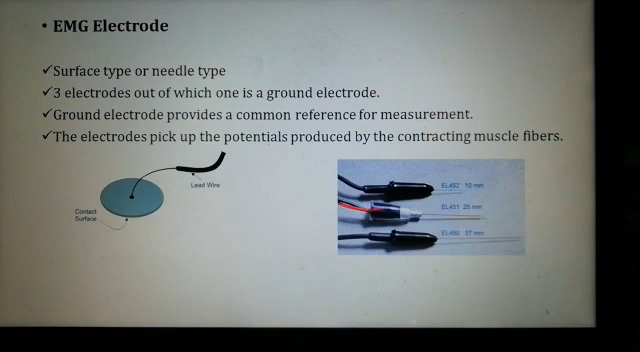 • EMG Electrode
✓Surface type or needle type
✓3 electrodes out of which one is a ground electrode.
✓Ground electrode provides a common reference for measurement.
✓The electrodes pick up the potentials produced by the contracting muscle fibers.
Lead Wire
Contact
Surface
EL452 12 mm
EL451 25 mm
EL450 37 mm